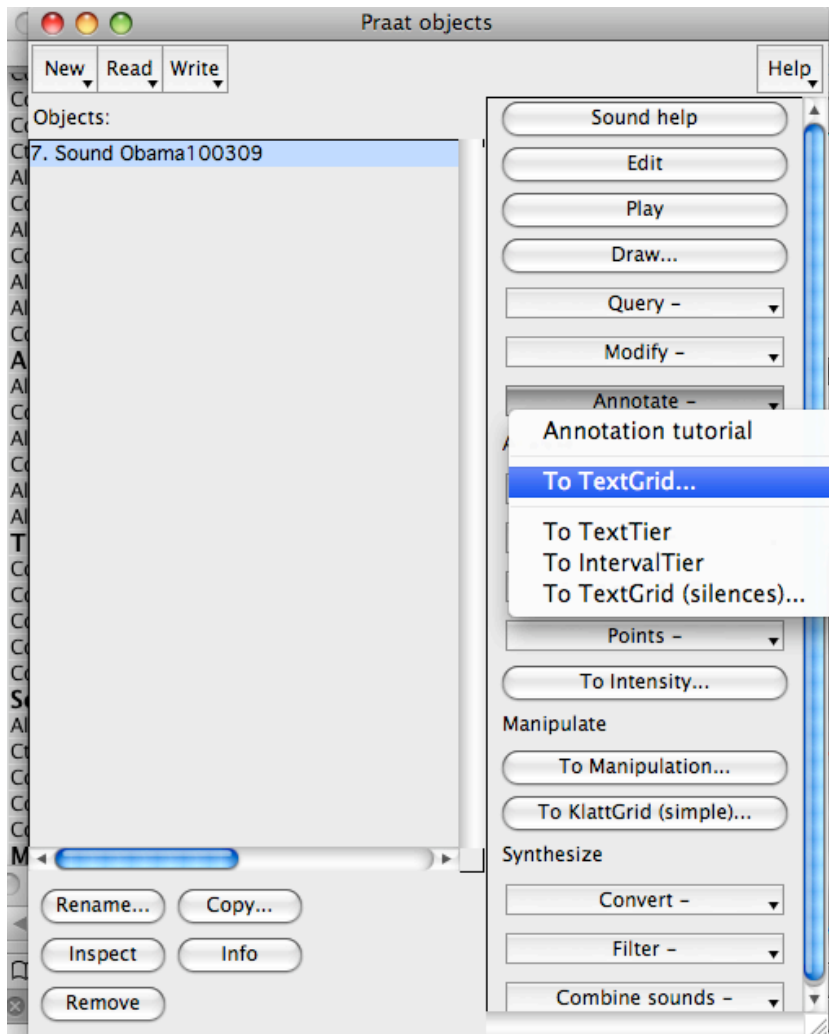 Praat objects
New Read Write Help
Objects:
7. Sound Obama100309
Sound help
Edit
Play
Draw...
Query –
Modify –
Annotate –
Annotation tutorial
To TextGrid...
To TextTier
To IntervalTier
To TextGrid (silences)...
Points –
To Intensity...
Manipulate
To Manipulation...
To KlattGrid (simple)...
Synthesize
Convert –
Filter –
Combine sounds –
Rename... Copy...
Inspect Info
Remove